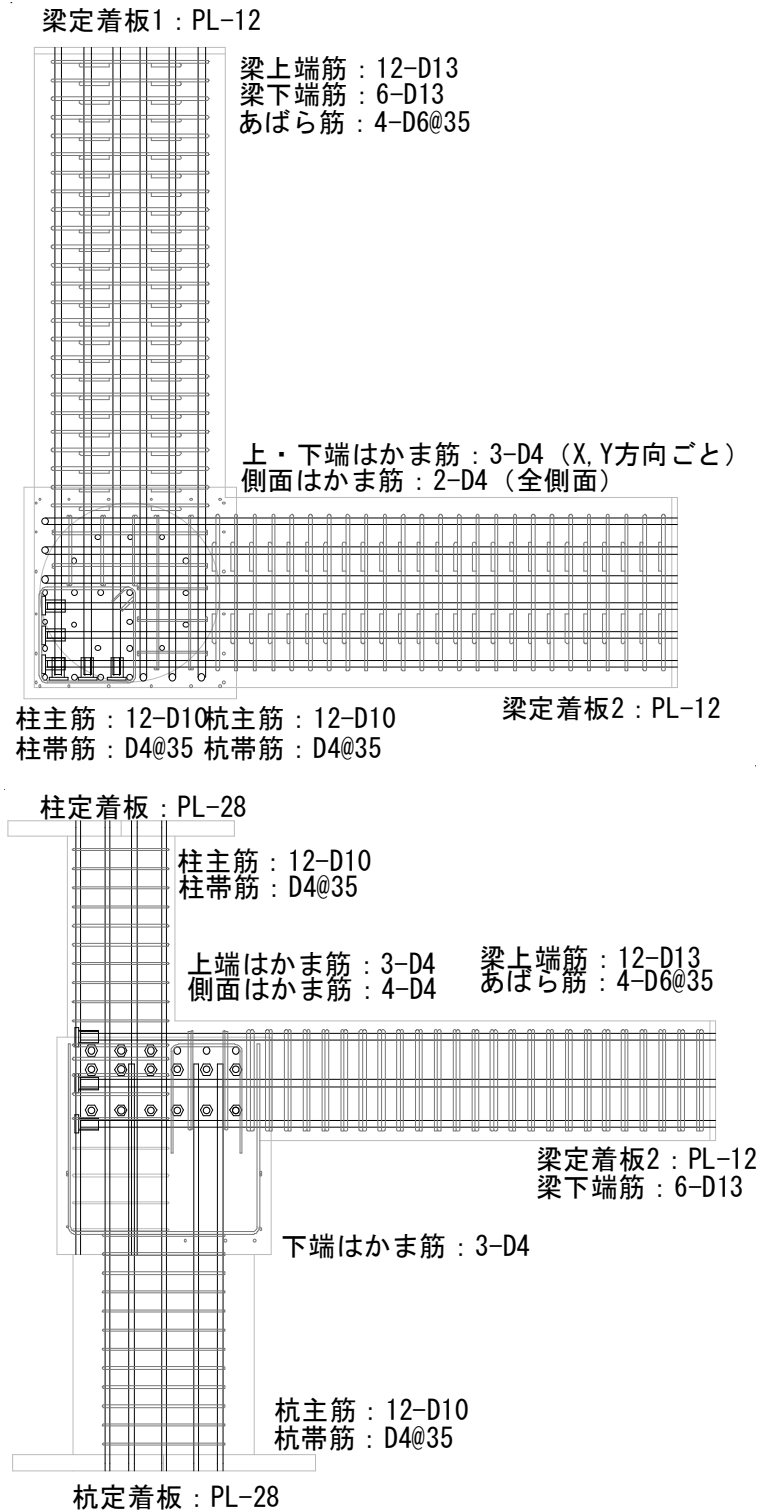 梁定着板1：PL-12
梁上端筋：12-D13
梁下端筋：6-D13
あばら筋：4-D6@35
上・下端はかま筋：3-D4（X,Y方向ごと）
側面はかま筋：2-D4（全側面）
梁定着板2：PL-12
柱主筋：12-D10 杭主筋：12-D10
柱帯筋：D4@35 杭帯筋：D4@35
柱定着板：PL-28
柱主筋：12-D10
柱帯筋：D4@35
上端はかま筋：3-D4
側面はかま筋：4-D4
梁上端筋：12-D13
あばら筋：4-D6@35
梁定着板2：PL-12
梁下端筋：6-D13
下端はかま筋：3-D4
杭主筋：12-D10
杭帯筋：D4@35
杭定着板：PL-28